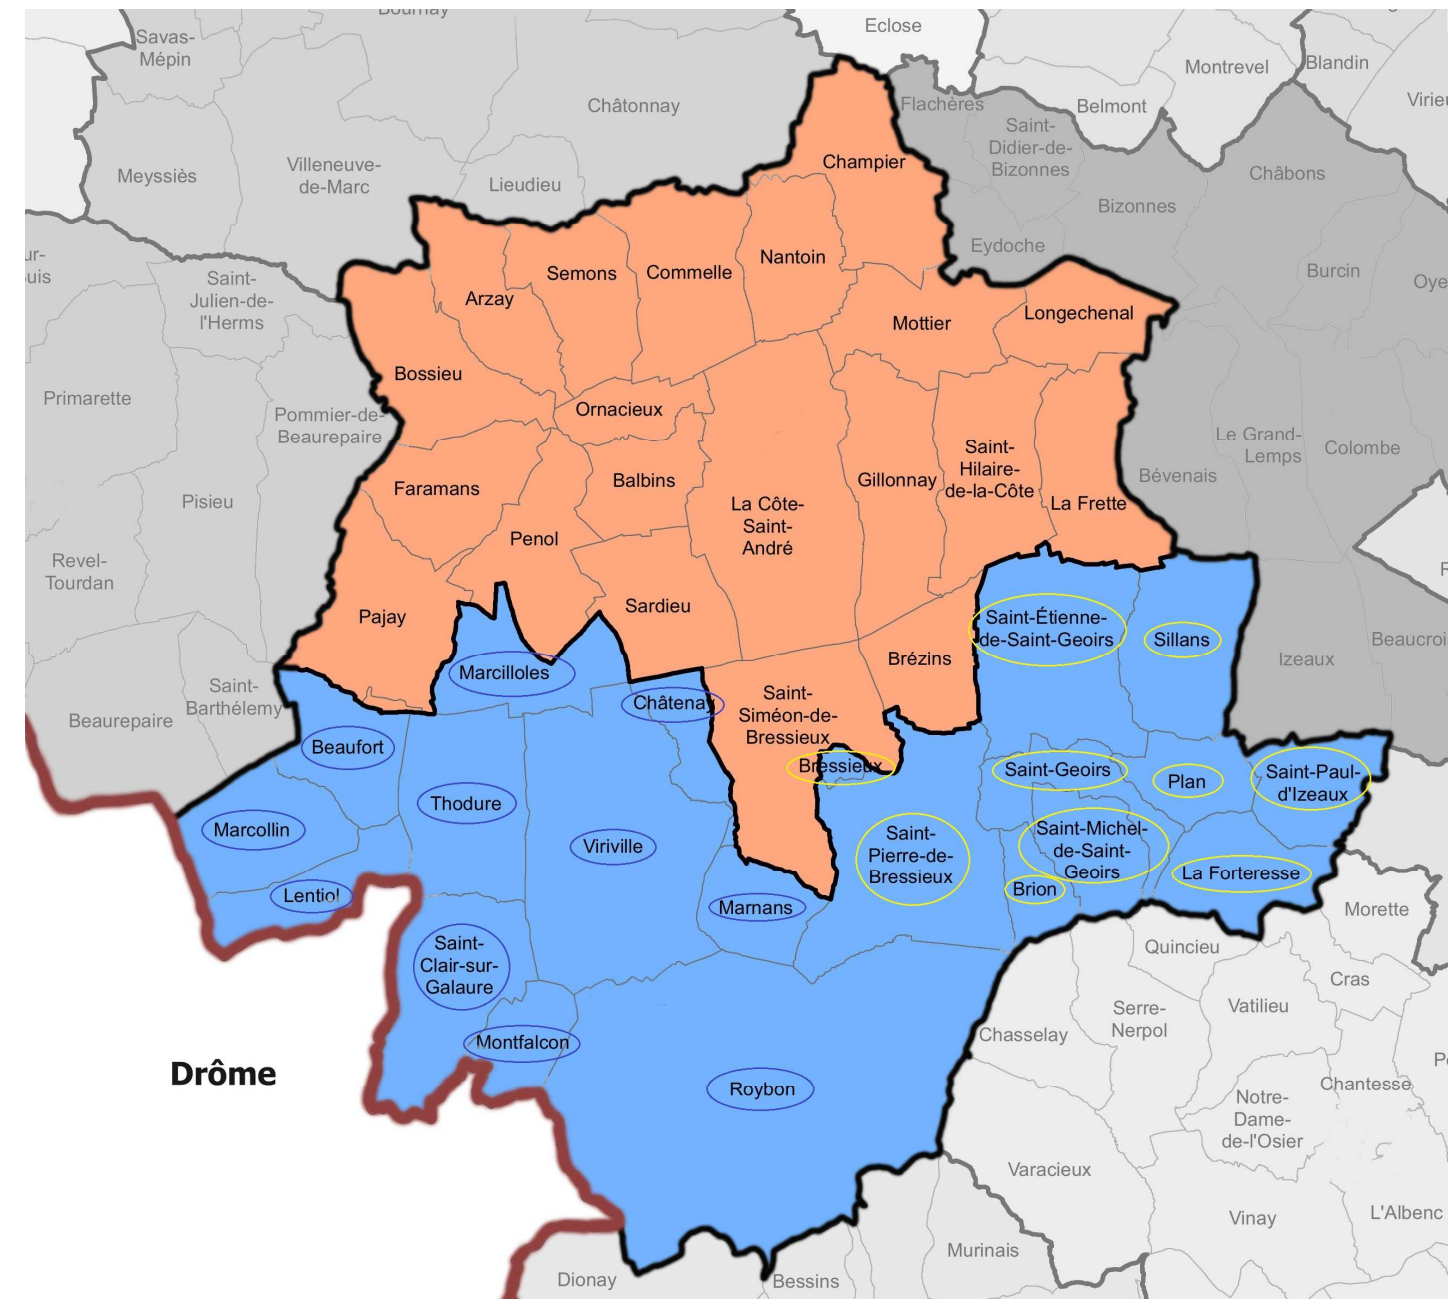 Savas-
Mépin
Eclose
Montrevel
Blandin
Châtonnay
Flachères
Belmont
Saint-
Didier-de-
Bizonnes
Champier
Meyssiès
Villeneuve-
de-Marc
Lieudieu
Châbons
Bizonnes
Eydoche
Nantoin
Burcin
Semons
Commelle
Saint-
Julien-de-
l'Herms
Arzay
Mottier
Longechenal
Bossieu
Primarette
Ornacieux
Pommier-de-
Beaurepaire
Le Grand-
Lemps
Colombe
Saint-
Hilaire-
de-la-Côte
Bévenais
Balbins
Gillonnay
Faramans
Pisieu
La Côte-
Saint-
André
La Frette
Penol
Revel-
Tourdan
Sardieu
Pajay
Saint-Étienne-
de-Saint-Geoirs
Sillans
Beaucroi
Izeaux
Brézins
Marcilloles
Saint-
Barthélemy
Châtenay
Saint-
Siméon-de-
Bressieux
Beaurepaire
Beaufort
Bressieux
Saint-Geoirs
Plan
Saint-Paul-
d'Izeaux
Thodure
Marcollin
Viriville
Saint-
Pierre-de-
Bressieux
Saint-Michel-
de-Saint-
Geoirs
La Forteresse
Brion
Lentiol
Marnans
Morette
Saint-
Clair-sur-
Galaure
Quincieu
Cras
Serre-
Nerpol
Vatilieu
Chasselay
Montfalcon
Drôme
Roybon
Chantesse
Notre-
Dame-
de-l'Osier
Varacieux
Vinay
L'Albenc
Murinais
Dionay
Bessins